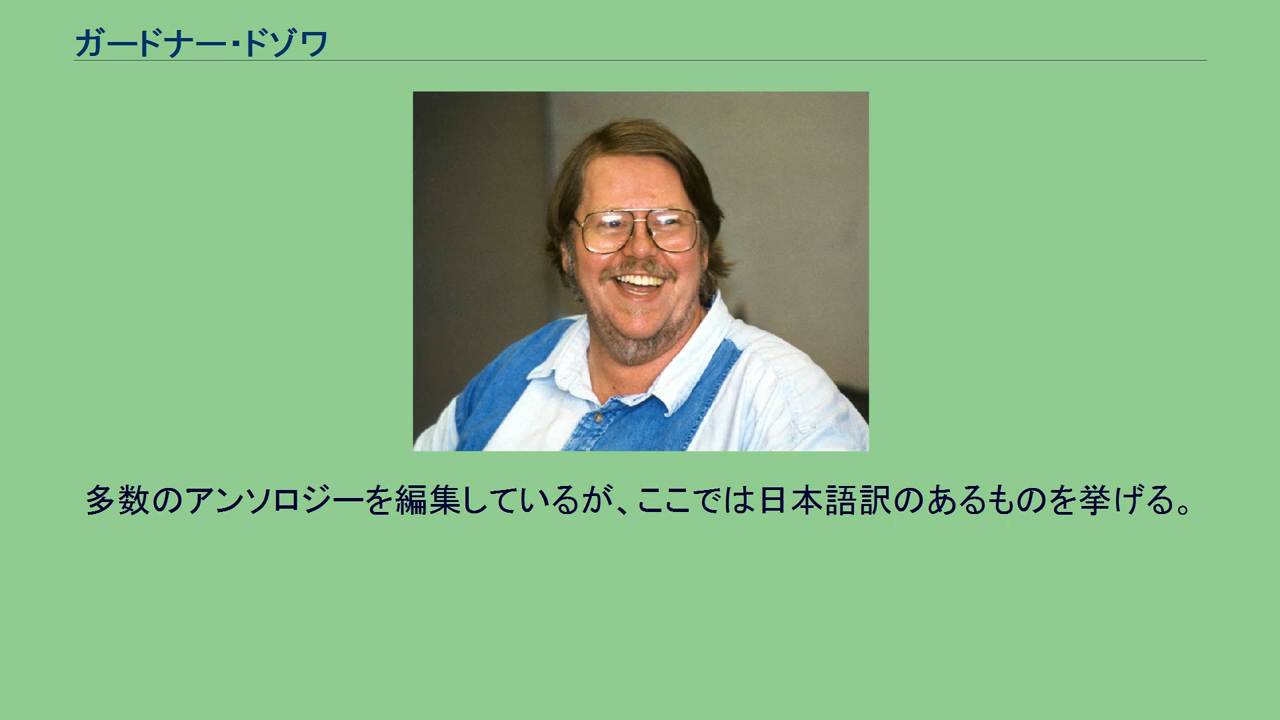 ガードナー・ドゾワ
多数のアンソロジーを編集しているが、ここでは日本語訳のあるものを挙げる。